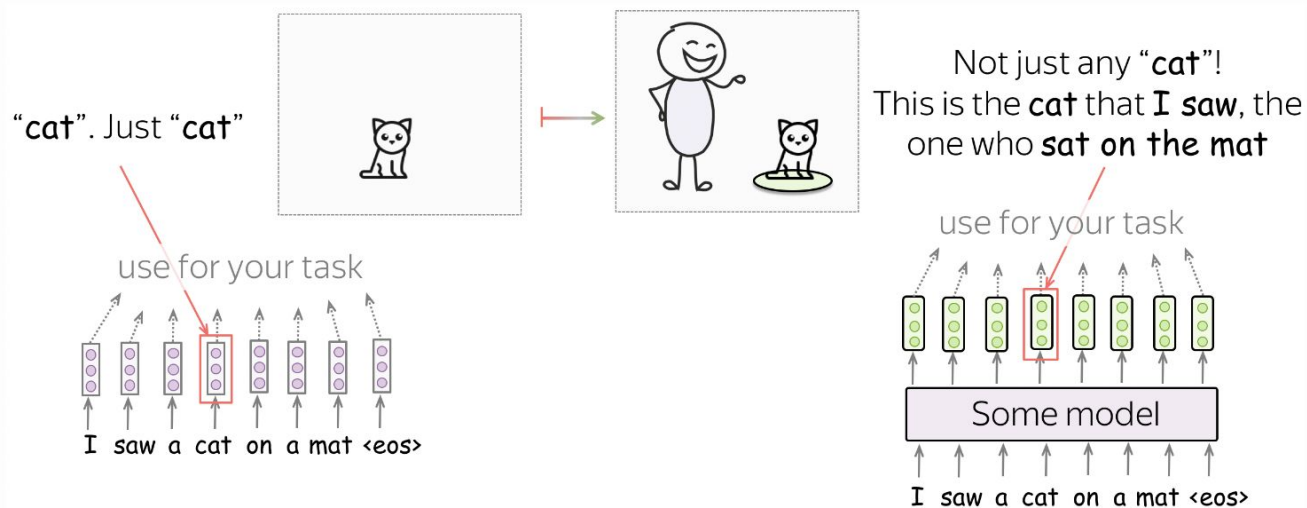 “cat”. Just “cat”
use for your task
I saw a cat on a mat <eos>
Not just any “cat”!
This is the cat that I saw, the
one who sat on the mat
use for your task
Some model
I saw a cat on a mat <eos>